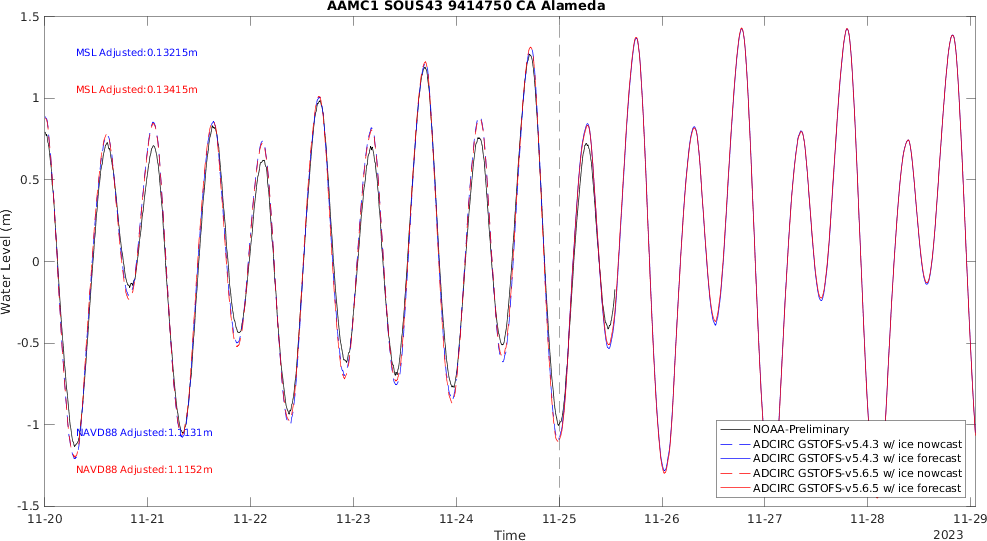 AAMC1 SOUS43 9414750 CA Alameda
1.5
1
0.5
0
-0.5
-1
-1.5
Water Level (m)
MSL Adjusted:0.13215m
MSL Adjusted:0.13415m
NAVD88 Adjusted:1.1131m
NAVD88 Adjusted:1.1152m
NOAA-Preliminary
ADCIRC GSTOFS-v5.4.3 w/ ice nowcast
ADCIRC GSTOFS-v5.4.3 w/ ice forecast
ADCIRC GSTOFS-v5.6.5 w/ ice nowcast
ADCIRC GSTOFS-v5.6.5 w/ ice forecast
11-20 11-21 11-22 11-23 11-24 11-25 11-26 11-27 11-28 11-29
Time
2023